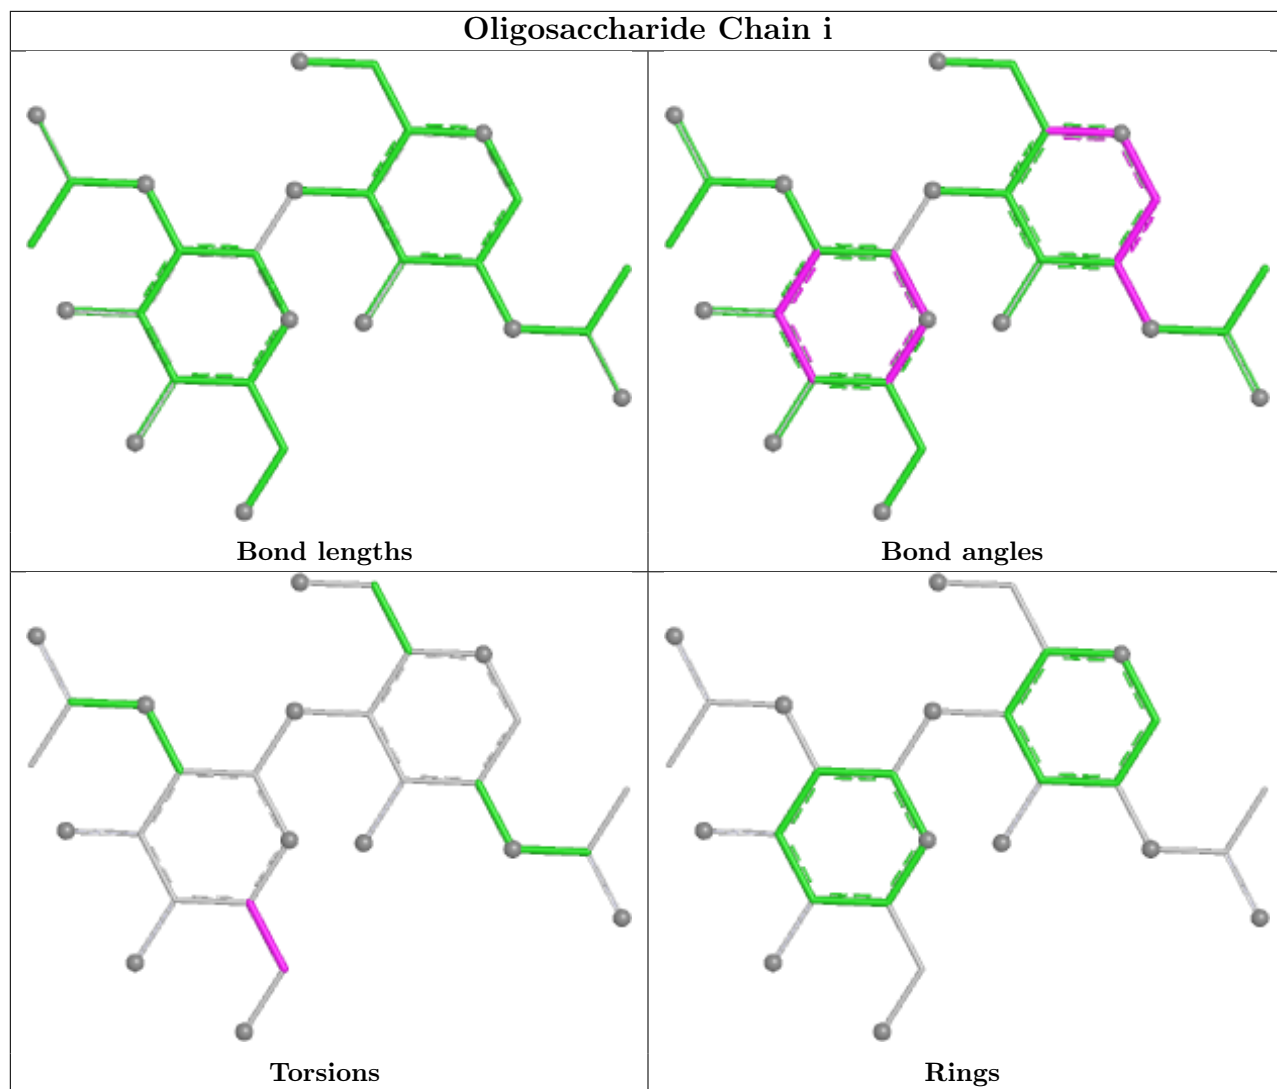 Oligosaccharide Chain i
Bond lengths
Bond angles
Torsions
Rings